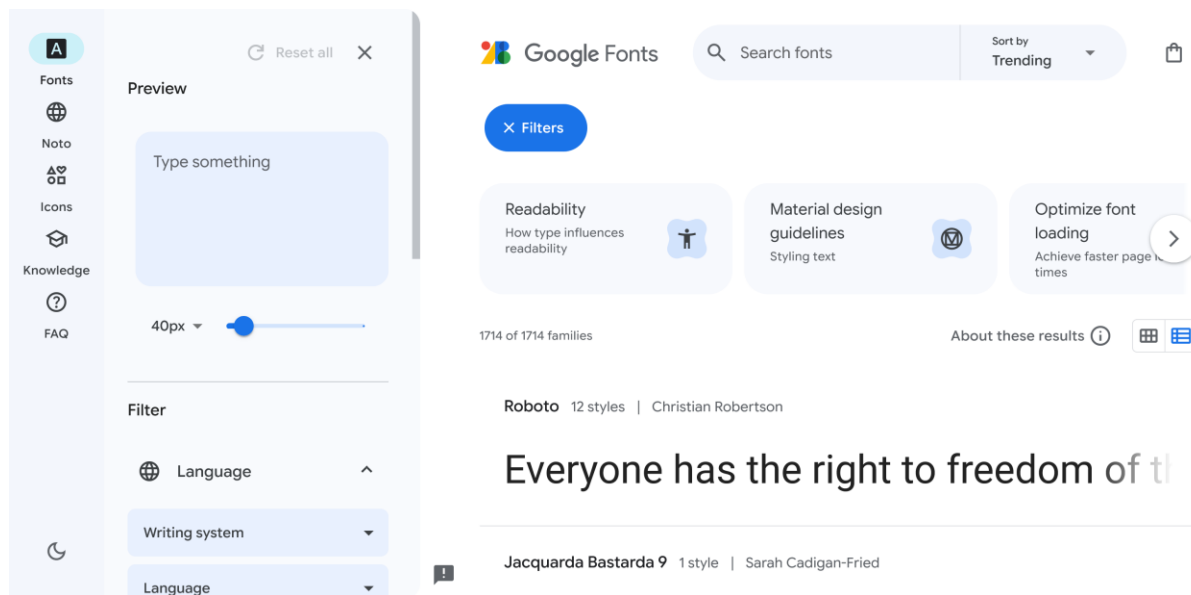 A
Fonts
Noto
Icons
Knowledge
FAQ
Reset all
Preview
Type something
40px
Filter
Language
Writing system
Language
Google Fonts
Search fonts
Sort by
Trending
Filters
Readability
How type influences
readability
Material design
guidelines
Styling text
Optimize font
loading
Achieve faster page
times
1714 of 1714 families
About these results
Roboto 12 styles | Christian Robertson
Everyone has the right to freedom of
Jacquarda Bastarda 9 1 style | Sarah Cadigan-Fried